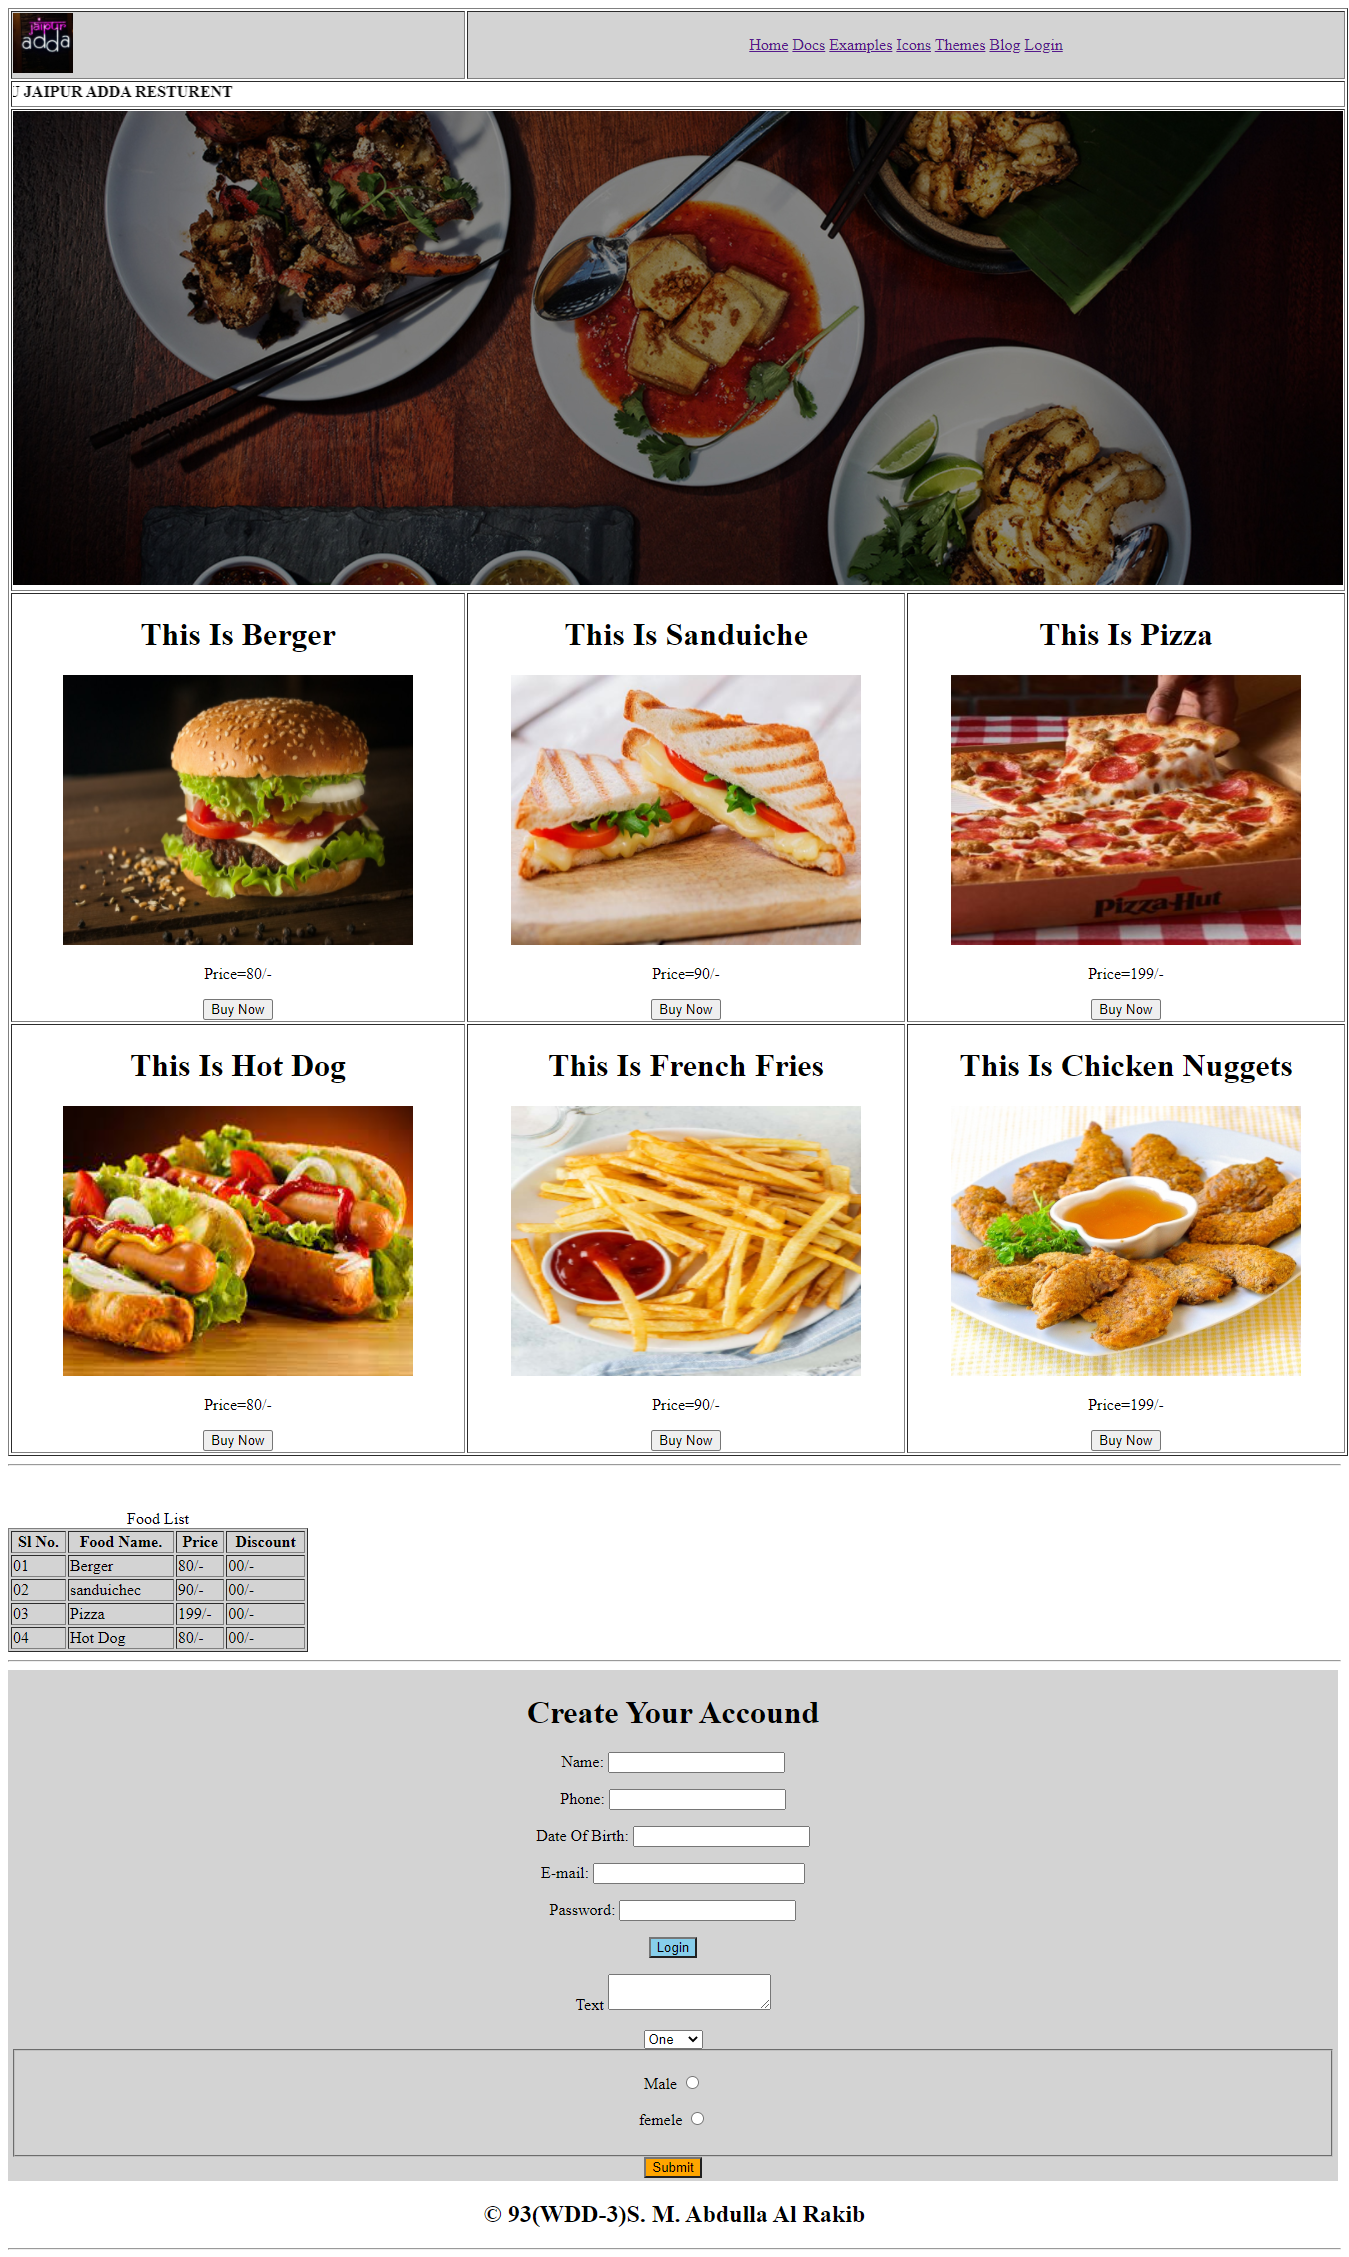 jaipur
adda
Home Docs Examples Icons Themes Blog Login
J JAIPUR ADDA RESTURENT
This Is Berger
This Is Sanduiche
This Is Pizza
Pizza Hut
Price=80/-
Price=90/-
Price=199/-
Buy Now
Buy Now
Buy Now
This Is Hot Dog
This Is French Fries
This Is Chicken Nuggets
Price=80/-
Price=90/-
Price=199/-
Buy Now
Buy Now
Buy Now
Food List
Sl No. Food Name. Price Discount
01 Berger 80/- 00/-
02 sanduichec 90/- 00/-
03 Pizza 199/- 00/-
04 Hot Dog 80/- 00/-
Create Your Accound
Name:
Phone:
Date Of Birth:
E-mail:
Password:
Login
Text
One
Male
femele
Submit
© 93(WDD-3)S. M. Abdulla Al Rakib